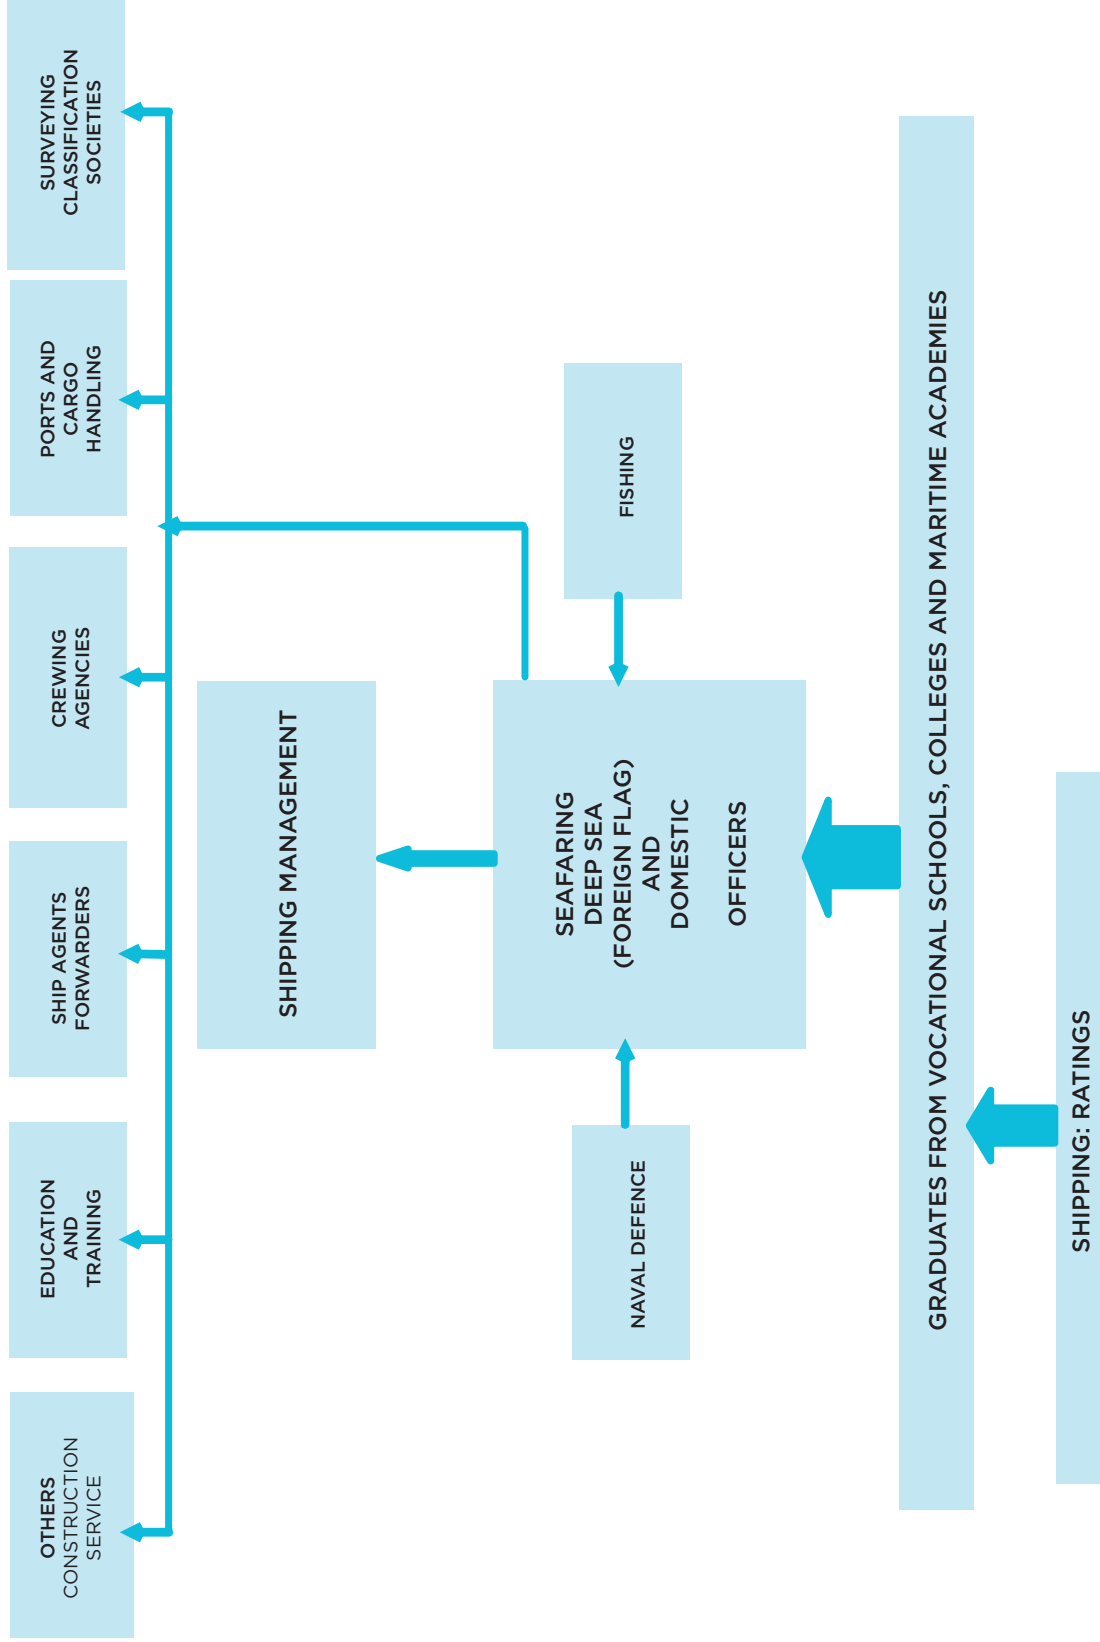 OTHERS
CONSTRUCTION
SERVICE
EDUCATION
AND
TRAINING
SHIP AGENTS
FORWARDERS
CREWING
AGENCIES
PORTS AND
CARGO
HANDLING
SURVEYING
CLASSIFICATION
SOCIETIES
SHIPPING MANAGEMENT
NAVAL DEFENCE
SEAFARING
DEEP SEA
(FOREIGN FLAG)
AND
DOMESTIC
OFFICERS
FISHING
GRADUATES FROM VOCATIONAL SCHOOLS, COLLEGES AND MARITIME ACADEMIES
SHIPPING: RATINGS